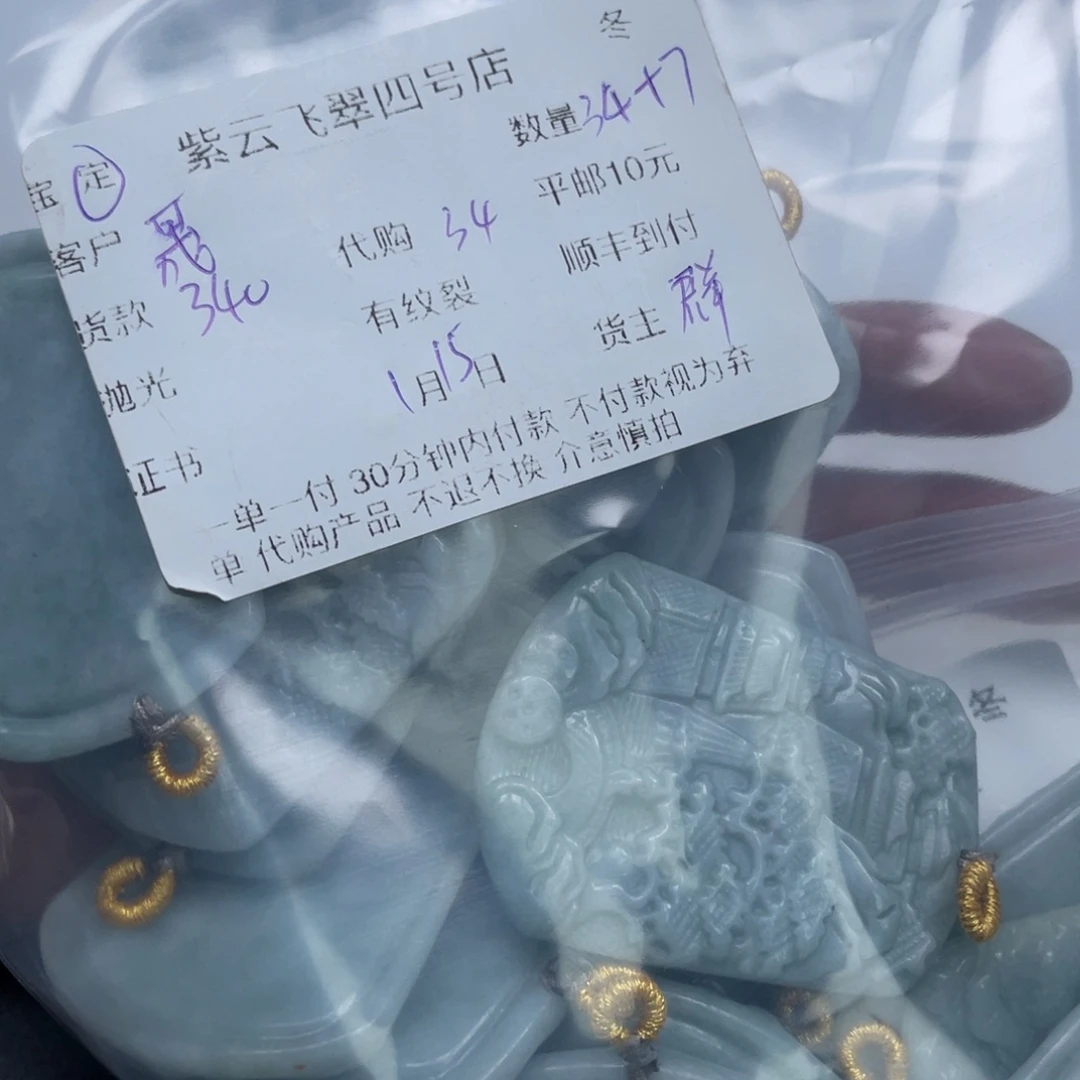 冬
紫云飞翠四号店
宝 定 数量34+7
客户 代购 34 平邮10元
货款 340 有纹裂 顺丰到付
抛光 1月15日 货主 群
证书
一单一付 30分钟内付款 不付款视为弃
单 代购产品 不退不换 介意慎拍
冬